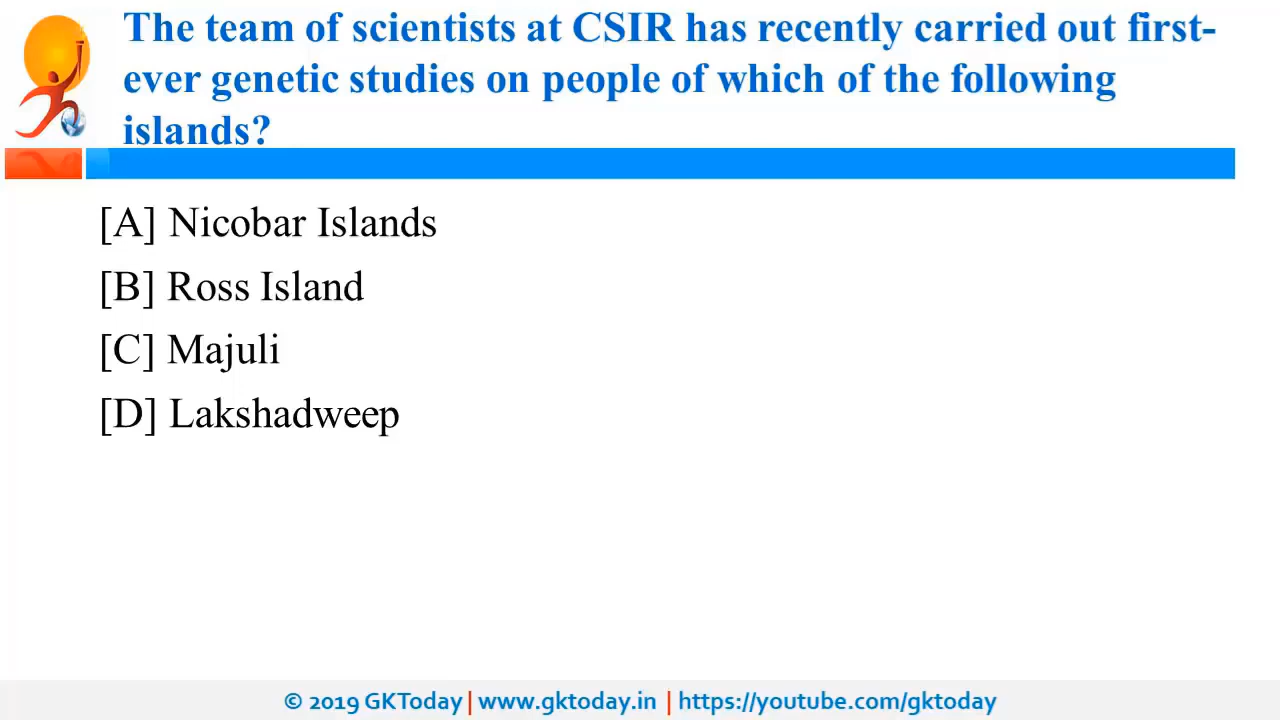 The team of scientists at CSIR has recently carried out first-
ever genetic studies on people of which of the following
islands?
[A] Nicobar Islands
[B] Ross Island
[C] Majuli
[D] Lakshadweep
© 2019 GKToday | www.gktoday.in | https://youtube.com/gktoday